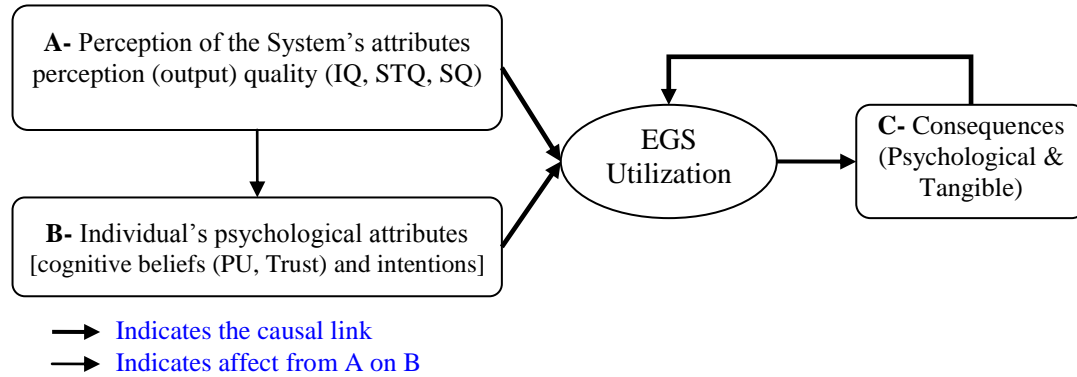 A- Perception of the System’s attributes
perception (output) quality (IQ, STQ, SQ)
EGS
Utilization
C- Consequences
(Psychological &
Tangible)
B- Individual’s psychological attributes
[cognitive beliefs (PU, Trust) and intentions]
Indicates the causal link
Indicates affect from A on B